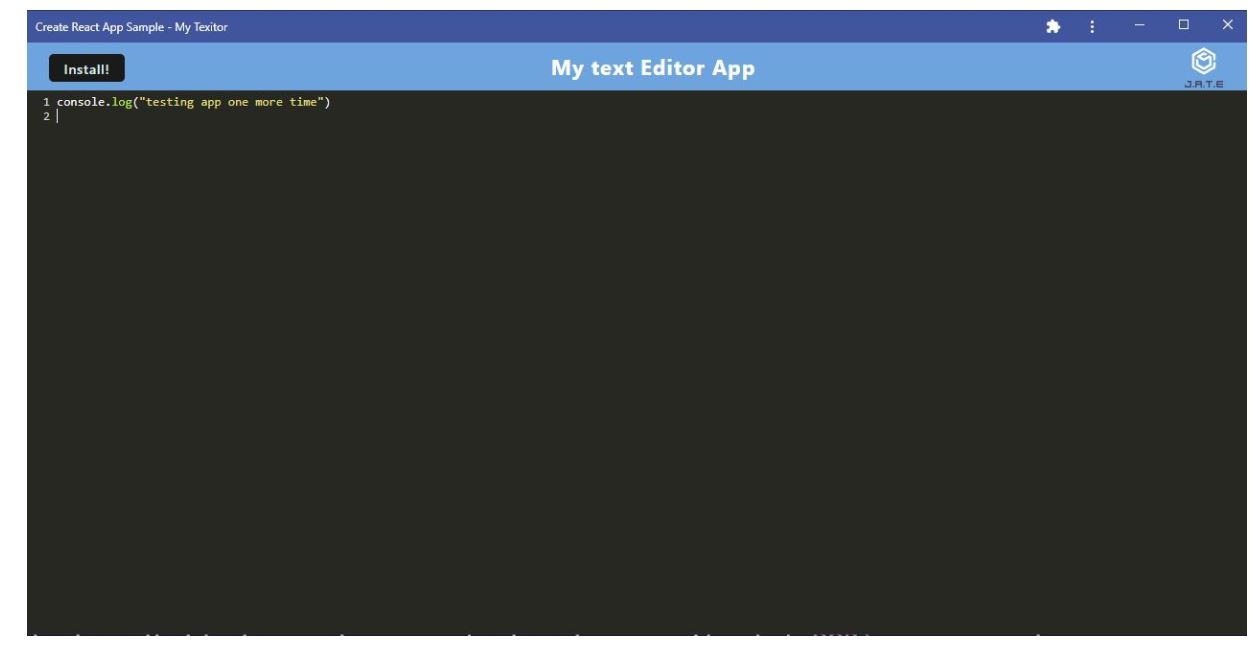 Create React App Sample - My Texitor
Install!
My text Editor App
J.A.T.E
1 console.log("testing app one more time")
2